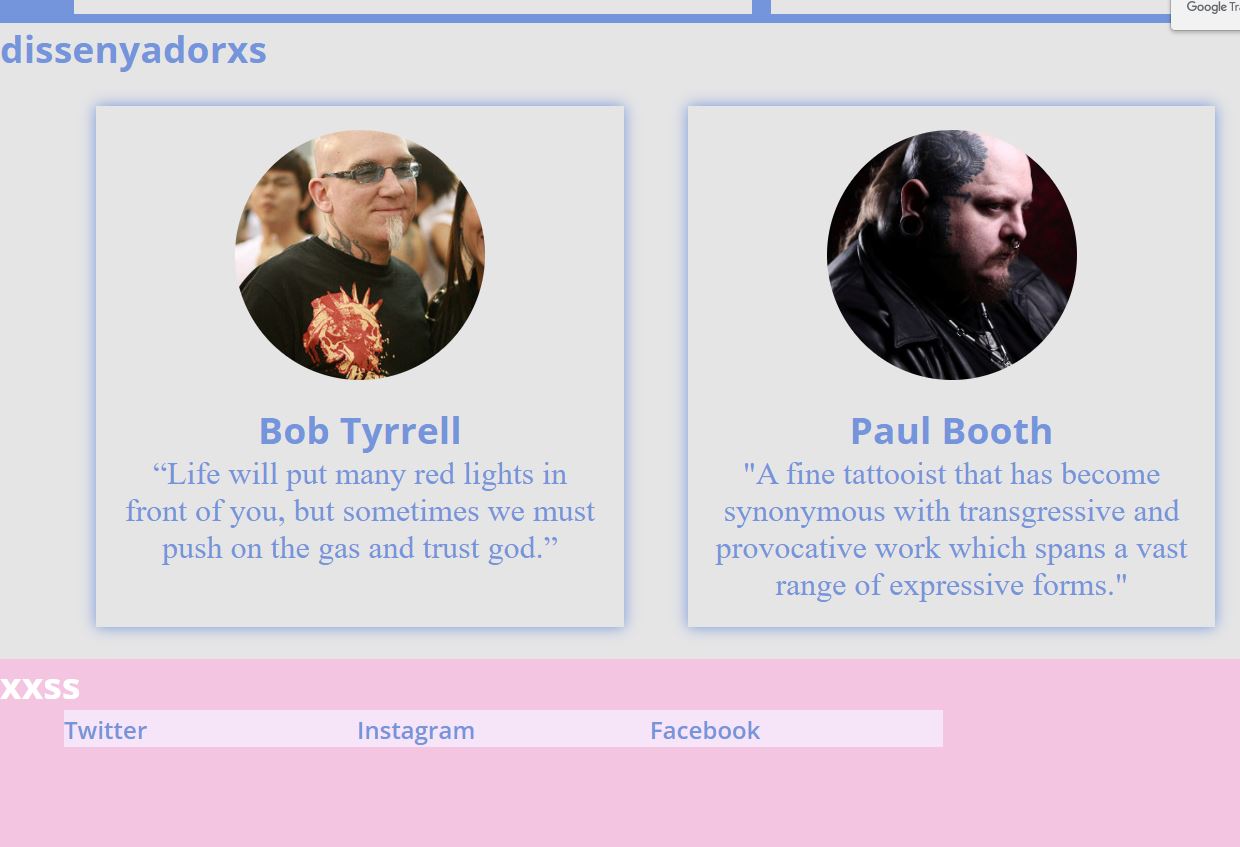 Google Tr
dissenyadorxs
Bob Tyrrell
“Life will put many red lights in
front of you, but sometimes we must
push on the gas and trust god.”
Paul Booth
"A fine tattooist that has become
synonymous with transgressive and
provocative work which spans a vast
range of expressive forms."
xxss
Twitter Instagram Facebook